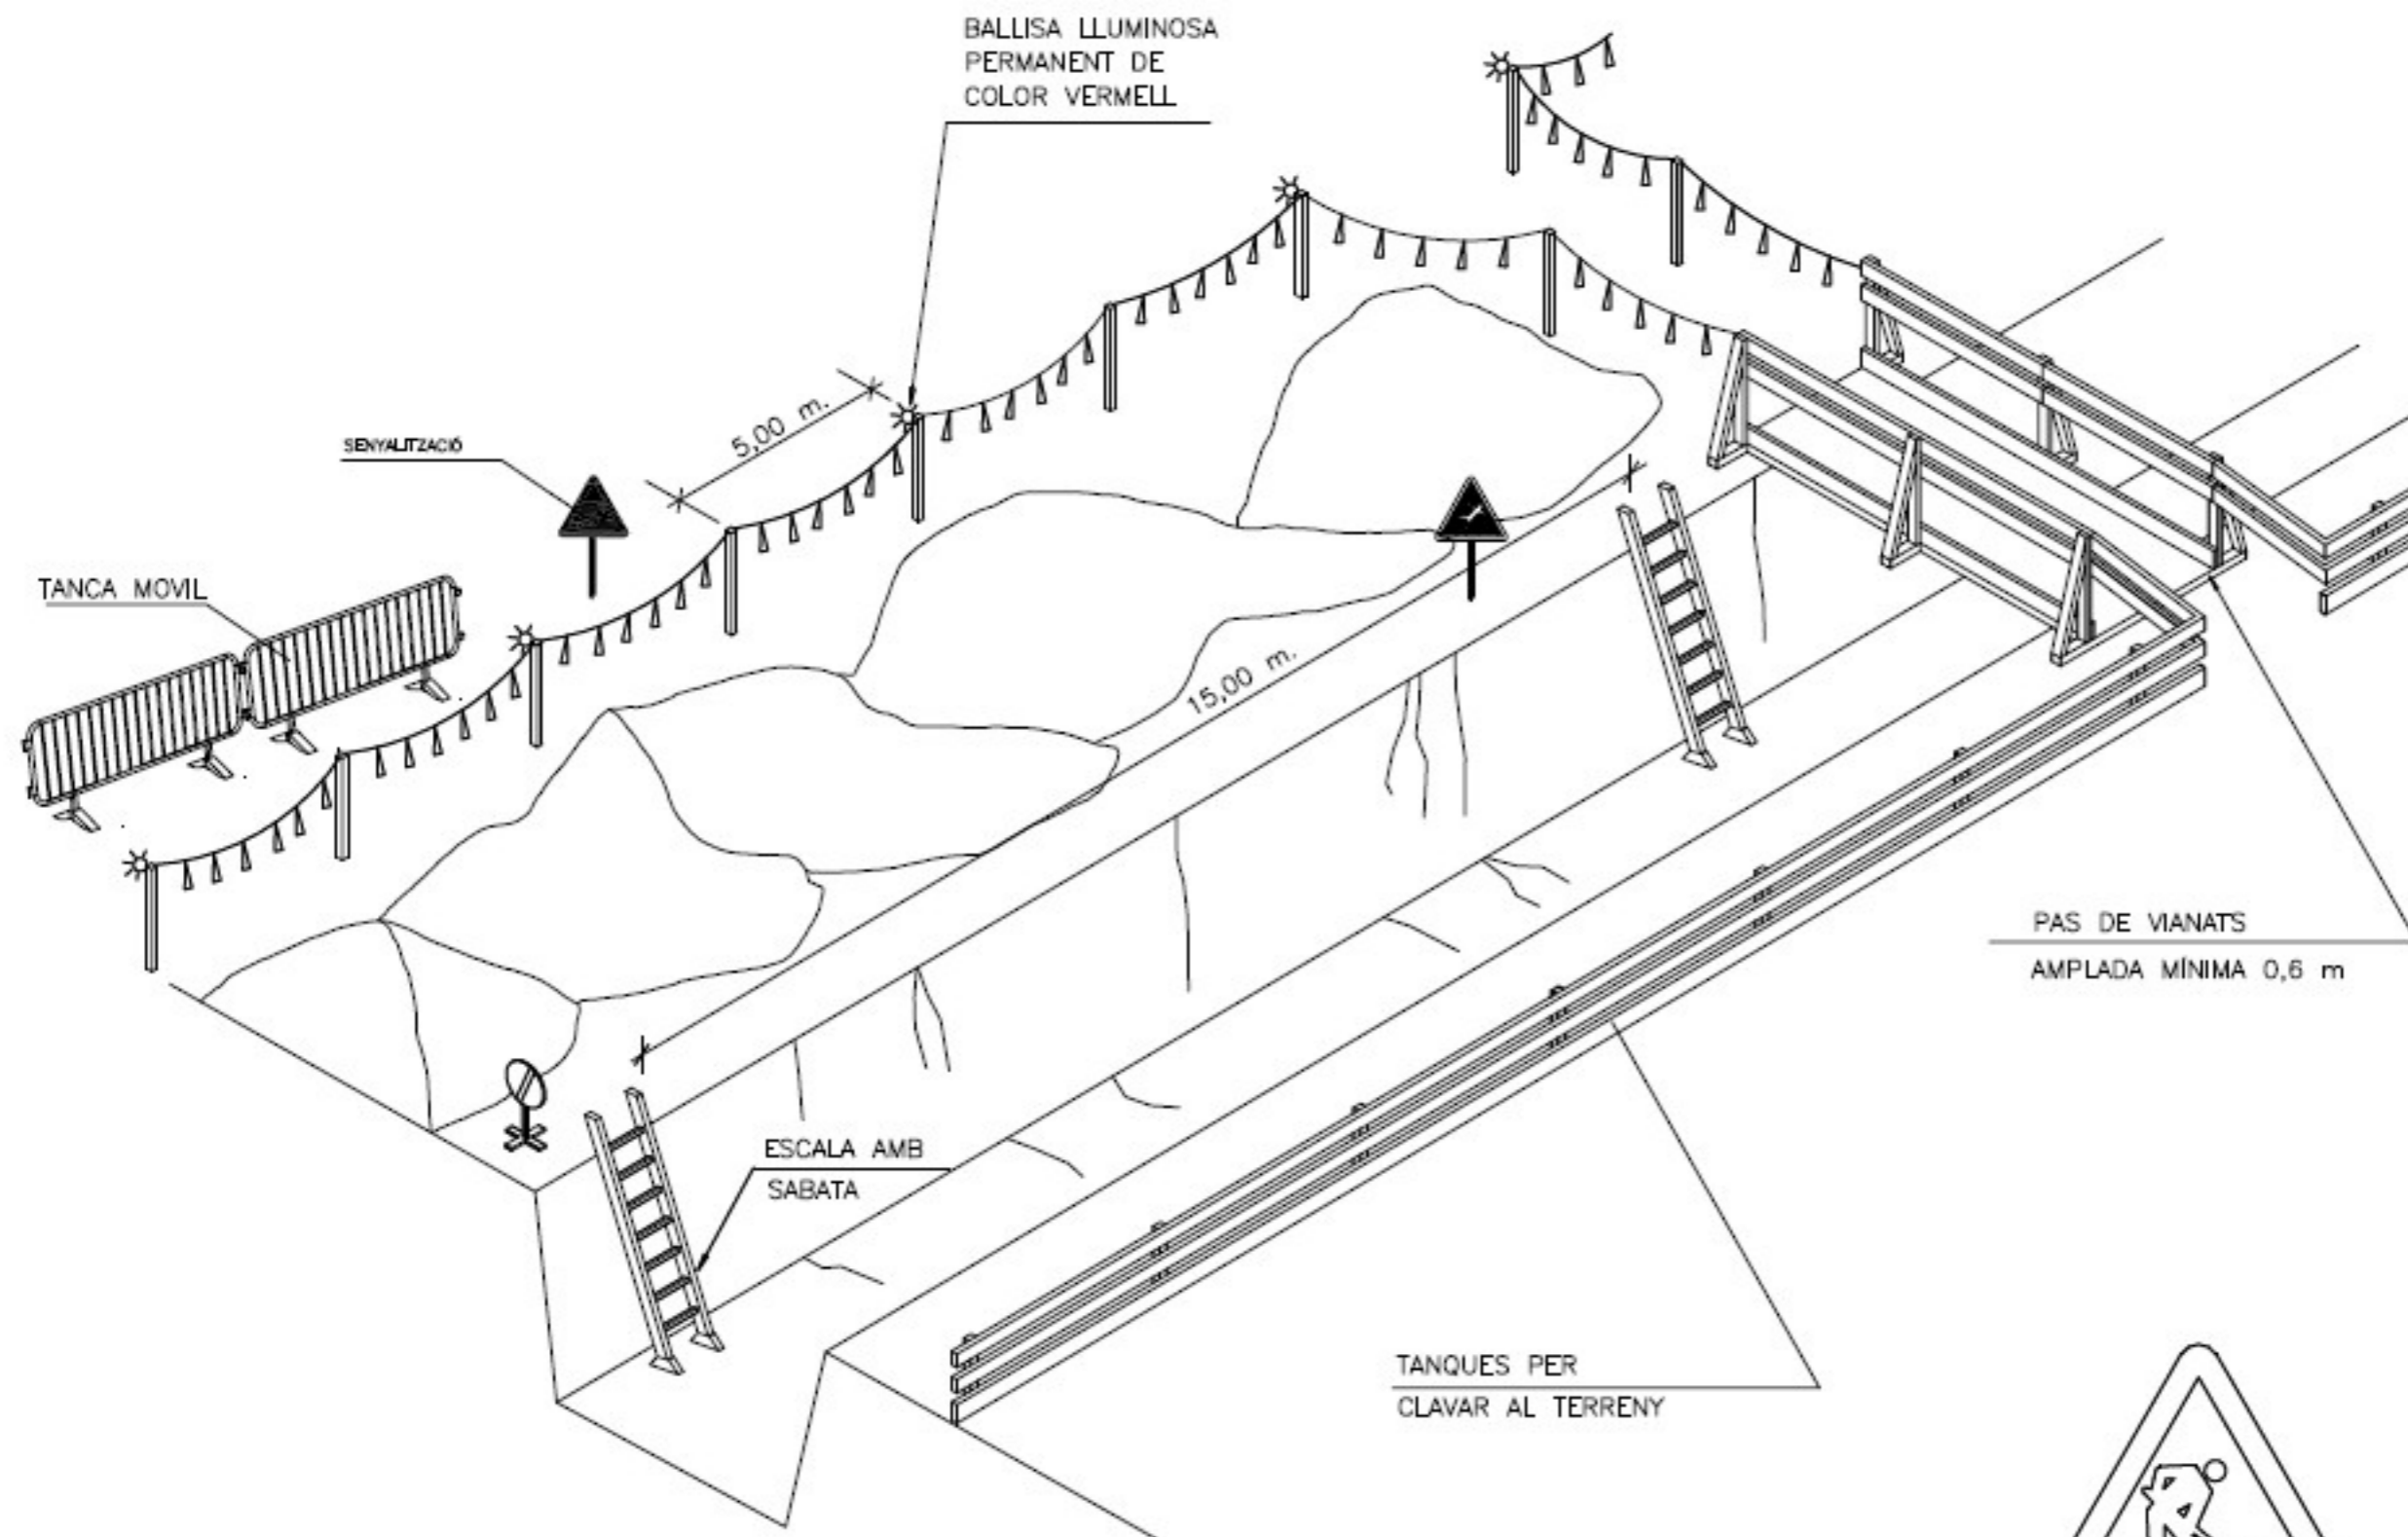 BALLISA LLUMINOSA
PERMANENT DE
COLOR VERMELL
5,00 m.
SENYALITZACIÓ
TANCA MOVIL
15,00 m.
PAS DE VIANATS
AMPLADA MÍNIMA 0,6 m
ESCALA AMB
SABATA
TANQUES PER
CLAVAR AL TERRENY